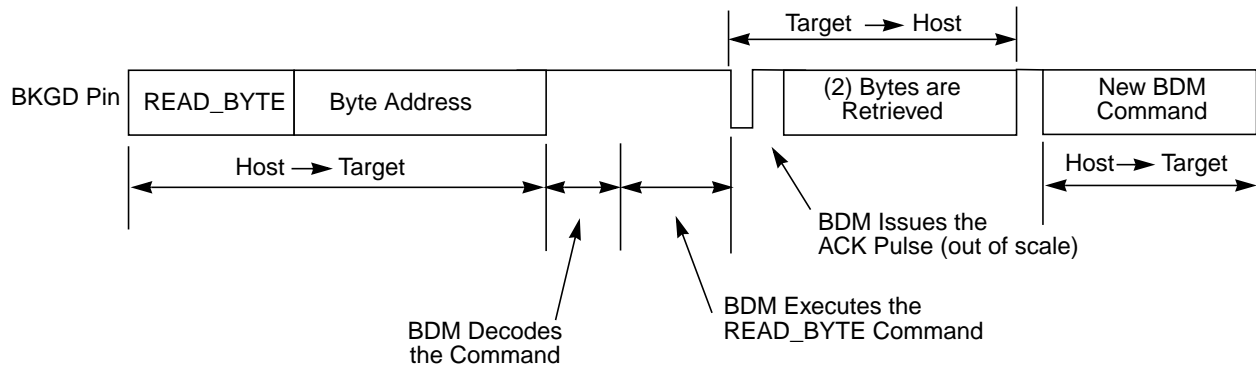 Target → Host
BKGD Pin
READ_BYTE
Byte Address
(2) Bytes are
Retrieved
New BDM
Command
Host → Target
Host → Target
BDM Issues the
ACK Pulse (out of scale)
BDM Decodes
the Command
BDM Executes the
READ_BYTE Command